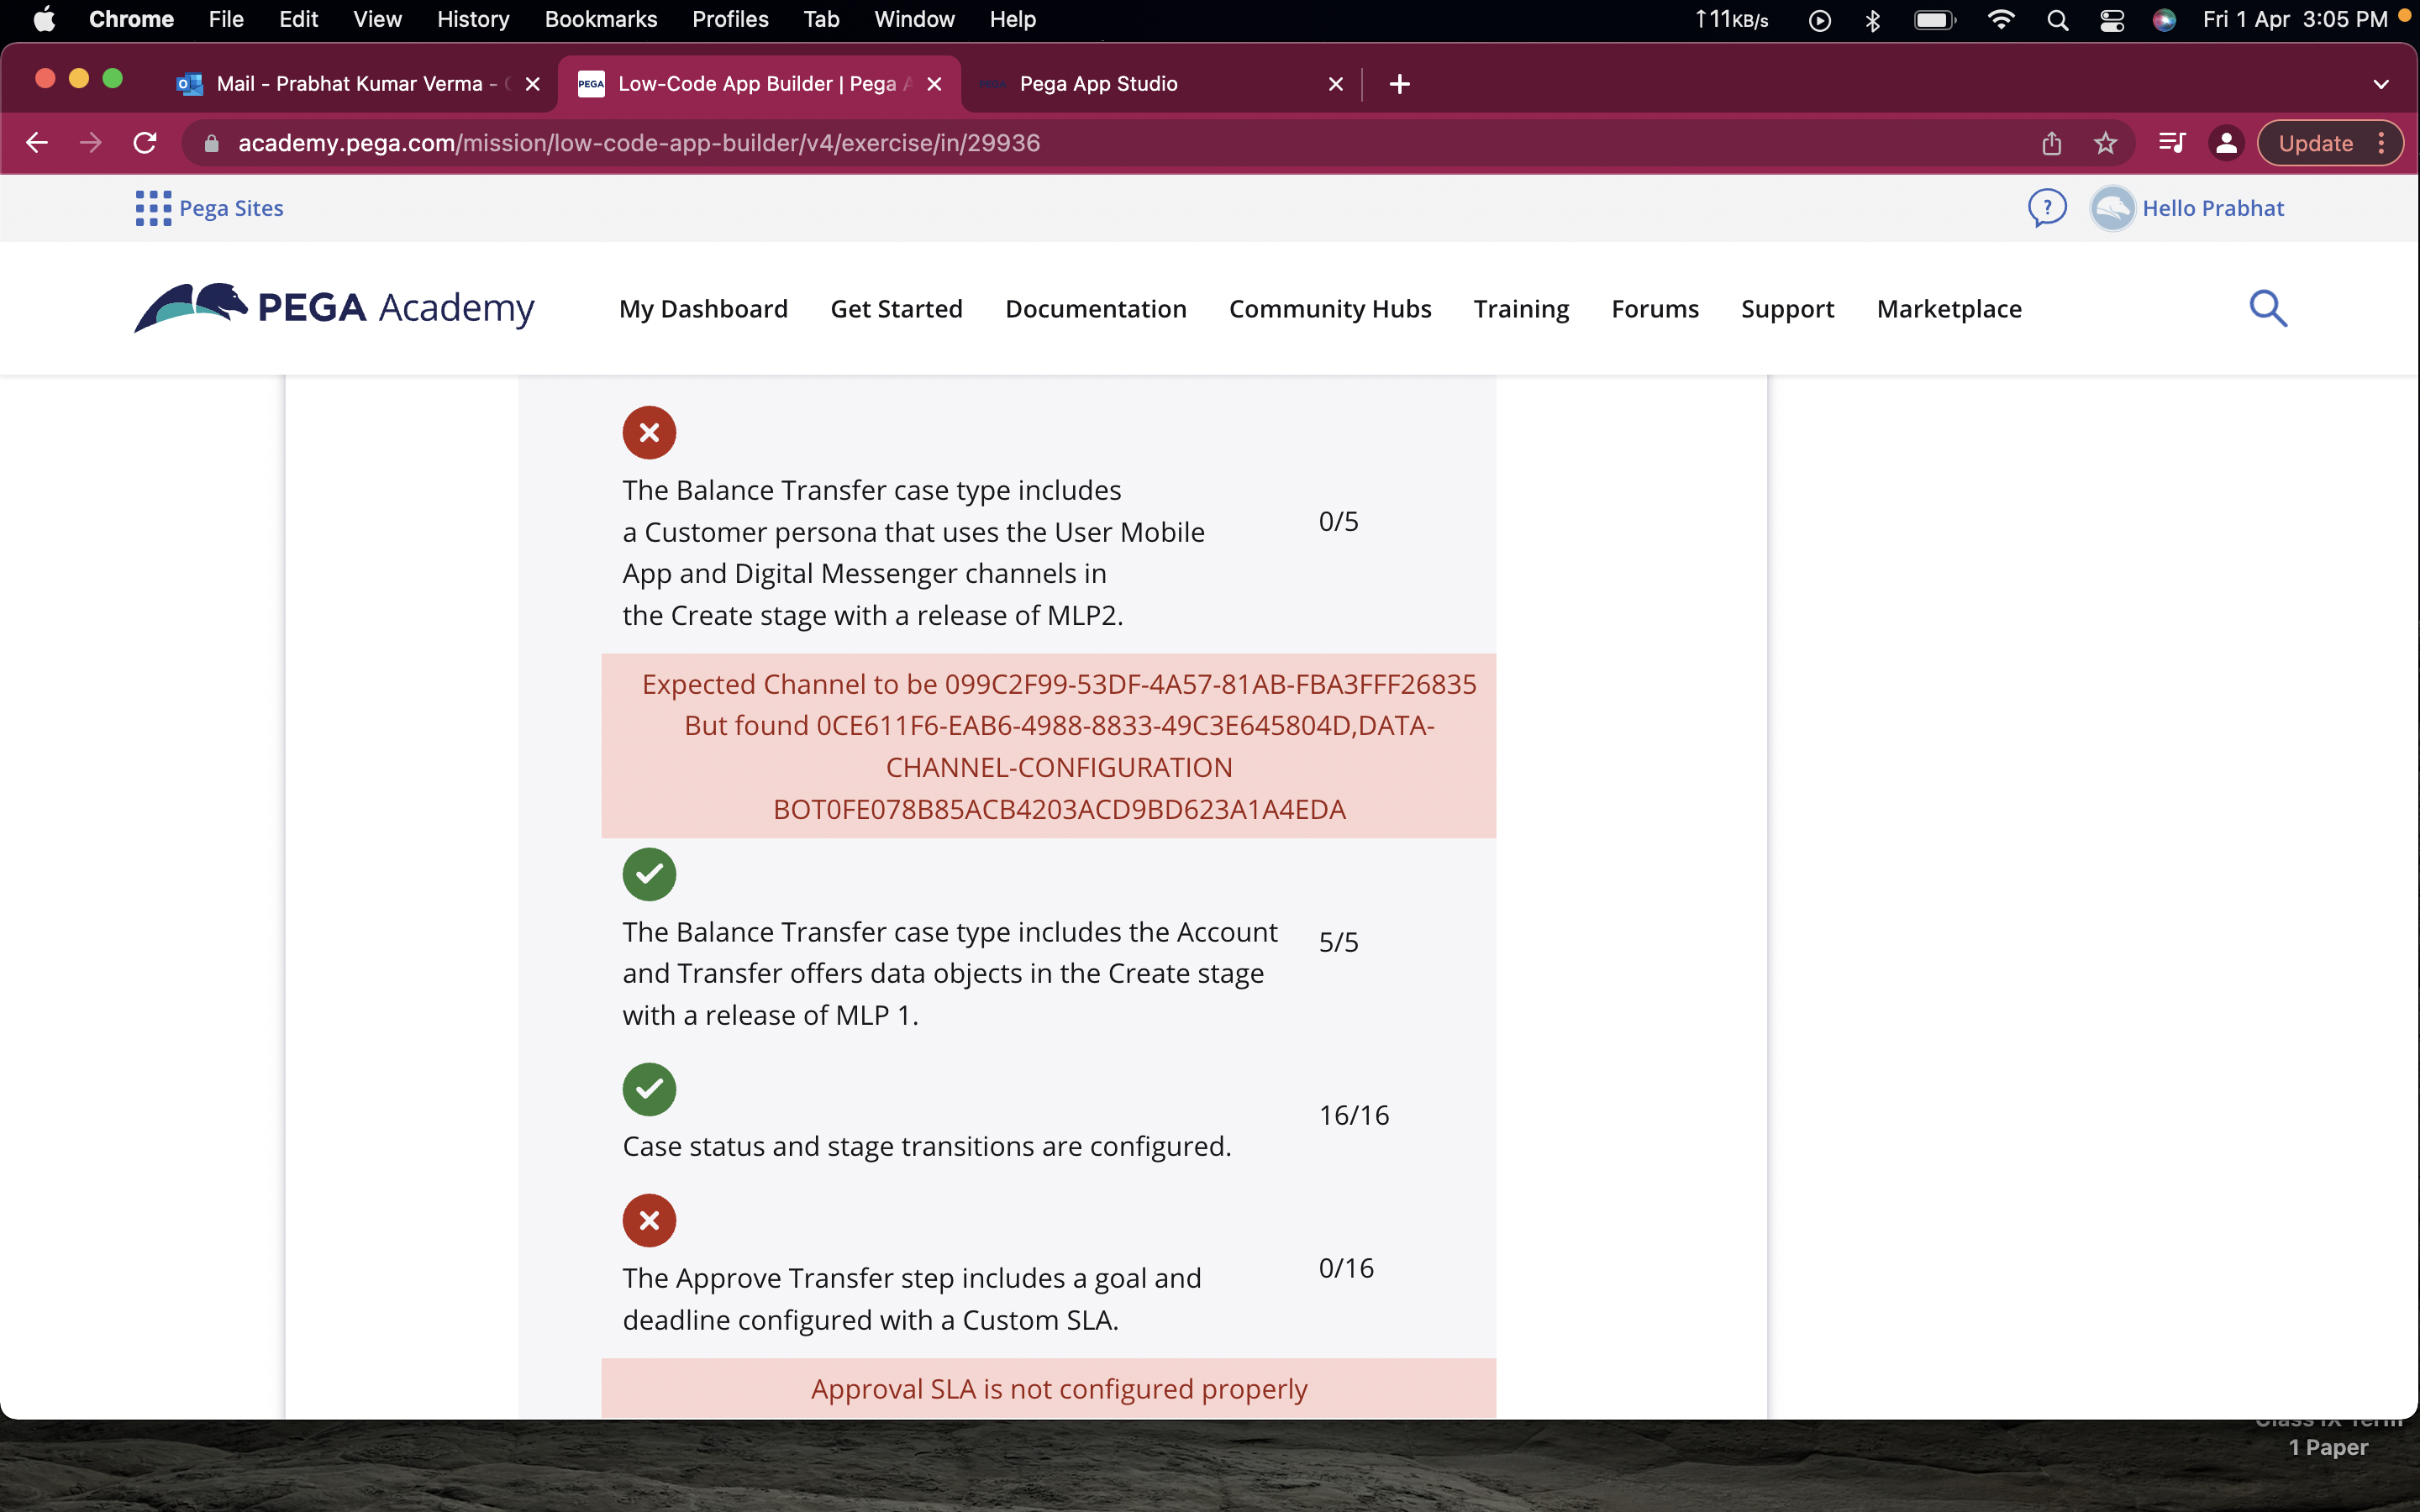 Chrome File Edit View History Bookmarks Profiles Tab Window Help ↑11KB/s Fri 1 Apr 3:05 PM
Mail - Prabhat Kumar Verma - Low-Code App Builder | Pega Pega App Studio
academy.pega.com/mission/low-code-app-builder/v4/exercise/in/29936 Update
Pega Sites Hello Prabhat
PEGA Academy My Dashboard Get Started Documentation Community Hubs Training Forums Support Marketplace
The Balance Transfer case type includes
a Customer persona that uses the User Mobile
App and Digital Messenger channels in
the Create stage with a release of MLP2.
0/5
Expected Channel to be 099C2F99-53DF-4A57-81AB-FBA3FFF26835
But found 0CE611F6-EAB6-4988-8833-49C3E645804D,DATA-
CHANNEL-CONFIGURATION
BOT0FE078B85ACB4203ACD9BD623A1A4EDA
The Balance Transfer case type includes the Account
and Transfer offers data objects in the Create stage
with a release of MLP 1.
5/5
Case status and stage transitions are configured.
16/16
The Approve Transfer step includes a goal and
deadline configured with a Custom SLA.
0/16
Approval SLA is not configured properly
Class IX Term
1 Paper